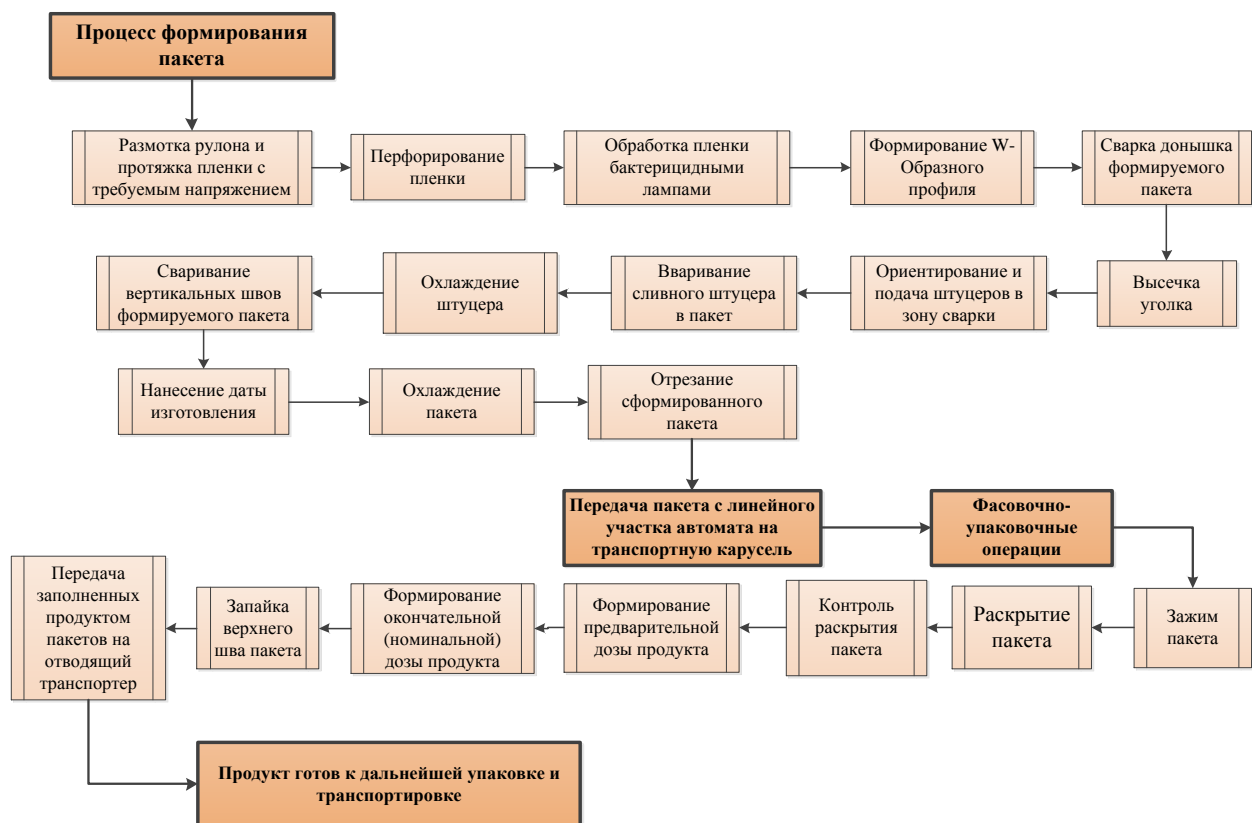 Процесс формирования
пакета
Размотка рулона и
протяжка пленки с
требуемым напряжением
Перфорирование
пленки
Обработка пленки
бактерицидными
лампами
Формирование W-
Образного
профиля
Сварка донышка
формируемого
пакета
Высечка
уголка
Ориентирование и
подача штуцеров в
зону сварки
Вваривание
сливного штуцера
в пакет
Охлаждение
штуцера
Сваривание
вертикальных швов
формируемого пакета
Нанесение даты
изготовления
Охлаждение
пакета
Отрезание
сформированного
пакета
Передача пакета с линейного
участка автомата на
транспортную карусель
Фасовочно-
упаковочные
операции
Зажим
пакета
Раскрытие
пакета
Контроль
раскрытия
пакета
Формирование
предварительной
дозы продукта
Формирование
окончательной
(номинальной)
дозы продукта
Запайка
верхнего
шва пакета
Передача
заполненных
продуктом
пакетов на
отводящий
транспортер
Продукт готов к дальнейшей упаковке и
транспортировке